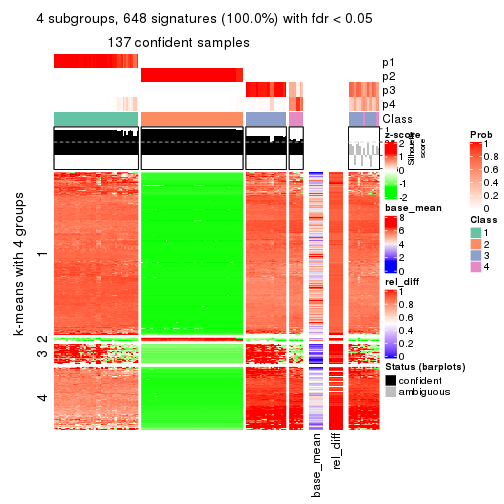 4 subgroups, 648 signatures (100.0%) with fdr < 0.05
137 confident samples
p1
p2
p3
p4
Class
1
Silhouette
score
k-means with 4 groups
1
2
3
4
base_mean
rel_diff
z-score
2
1
0
-1
-2
base_mean
8
6
4
2
0
rel_diff
1
0.8
0.6
0.4
0.2
0
Status (barplots)
confident
ambiguous
Prob
1
0.8
0.6
0.4
0.2
0
Class
1
2
3
4